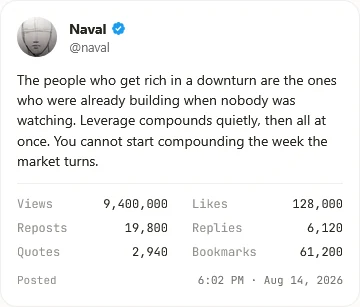 Naval
@naval
The people who get rich in a downturn are the ones
who were already building when nobody was
watching. Leverage compounds quietly, then all at
once. You cannot start compounding the week the
market turns.
Views 9,400,000 Likes 128,000
Reposts 19,800 Replies 6,120
Quotes 2,940 Bookmarks 61,200
Posted 6:02 PM · Aug 14, 2026